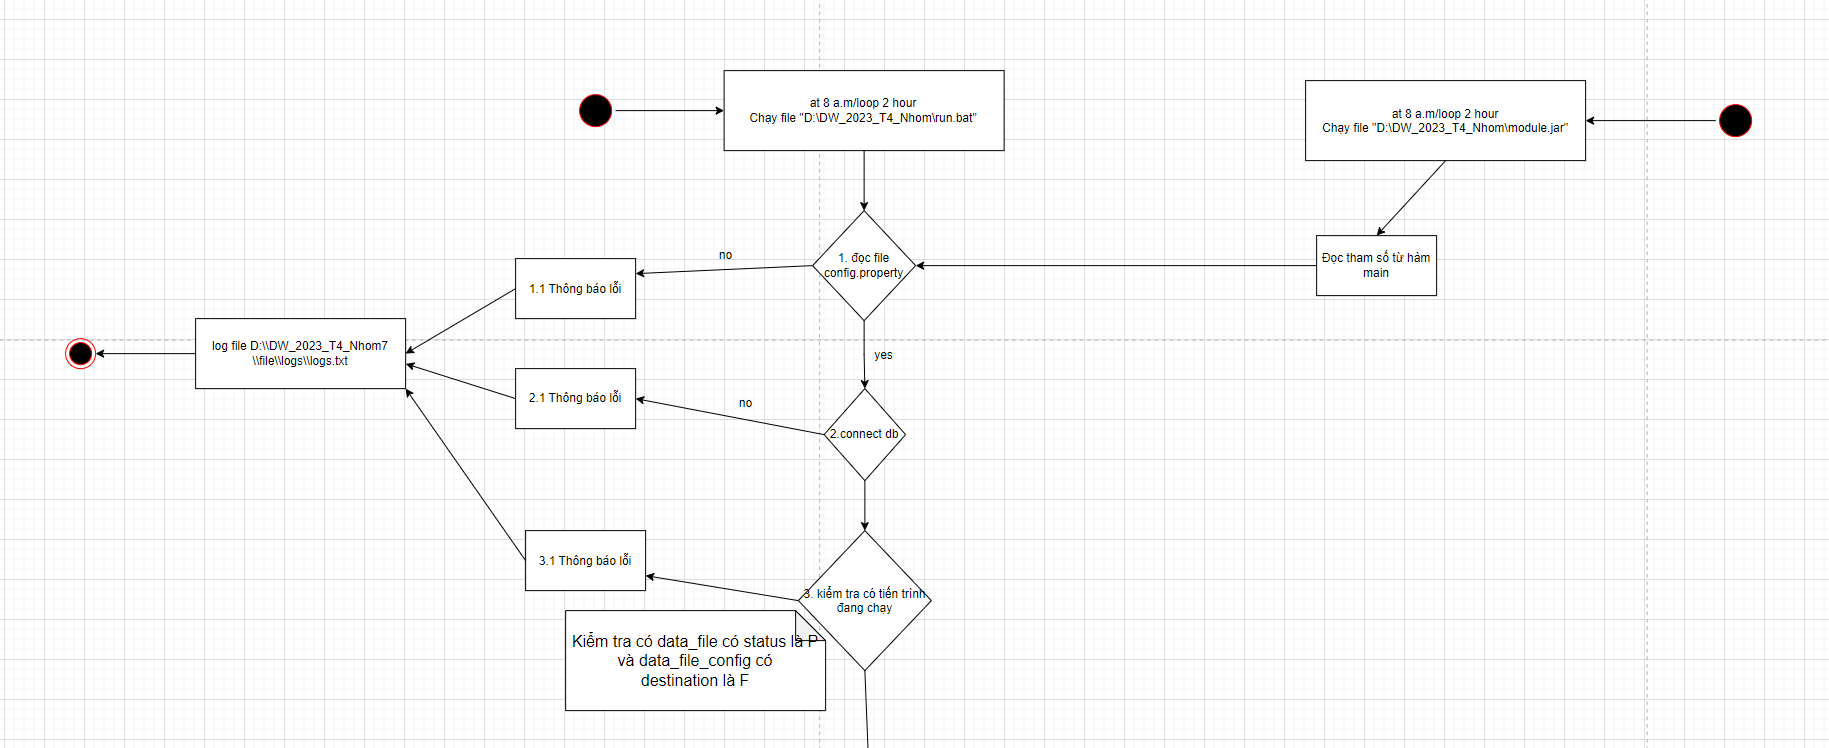 at 8 a.m/loop 2 hour
Chạy file "D:\DW_2023_T4_Nhom\run.bat"
at 8 a.m/loop 2 hour
Chạy file "D:\DW_2023_T4_Nhom\module.jar"
1. đọc file
config.property
no
Đọc tham số từ hàm
main
1.1 Thông báo lỗi
log file D:\\DW_2023_T4_Nhom7
\\file\\logs\\logs.txt
yes
2.1 Thông báo lỗi
no
2.connect db
3.1 Thông báo lỗi
3. kiểm tra có tiến trình
đang chạy
Kiểm tra có data_file có status là P
và data_file_config có
destination là F